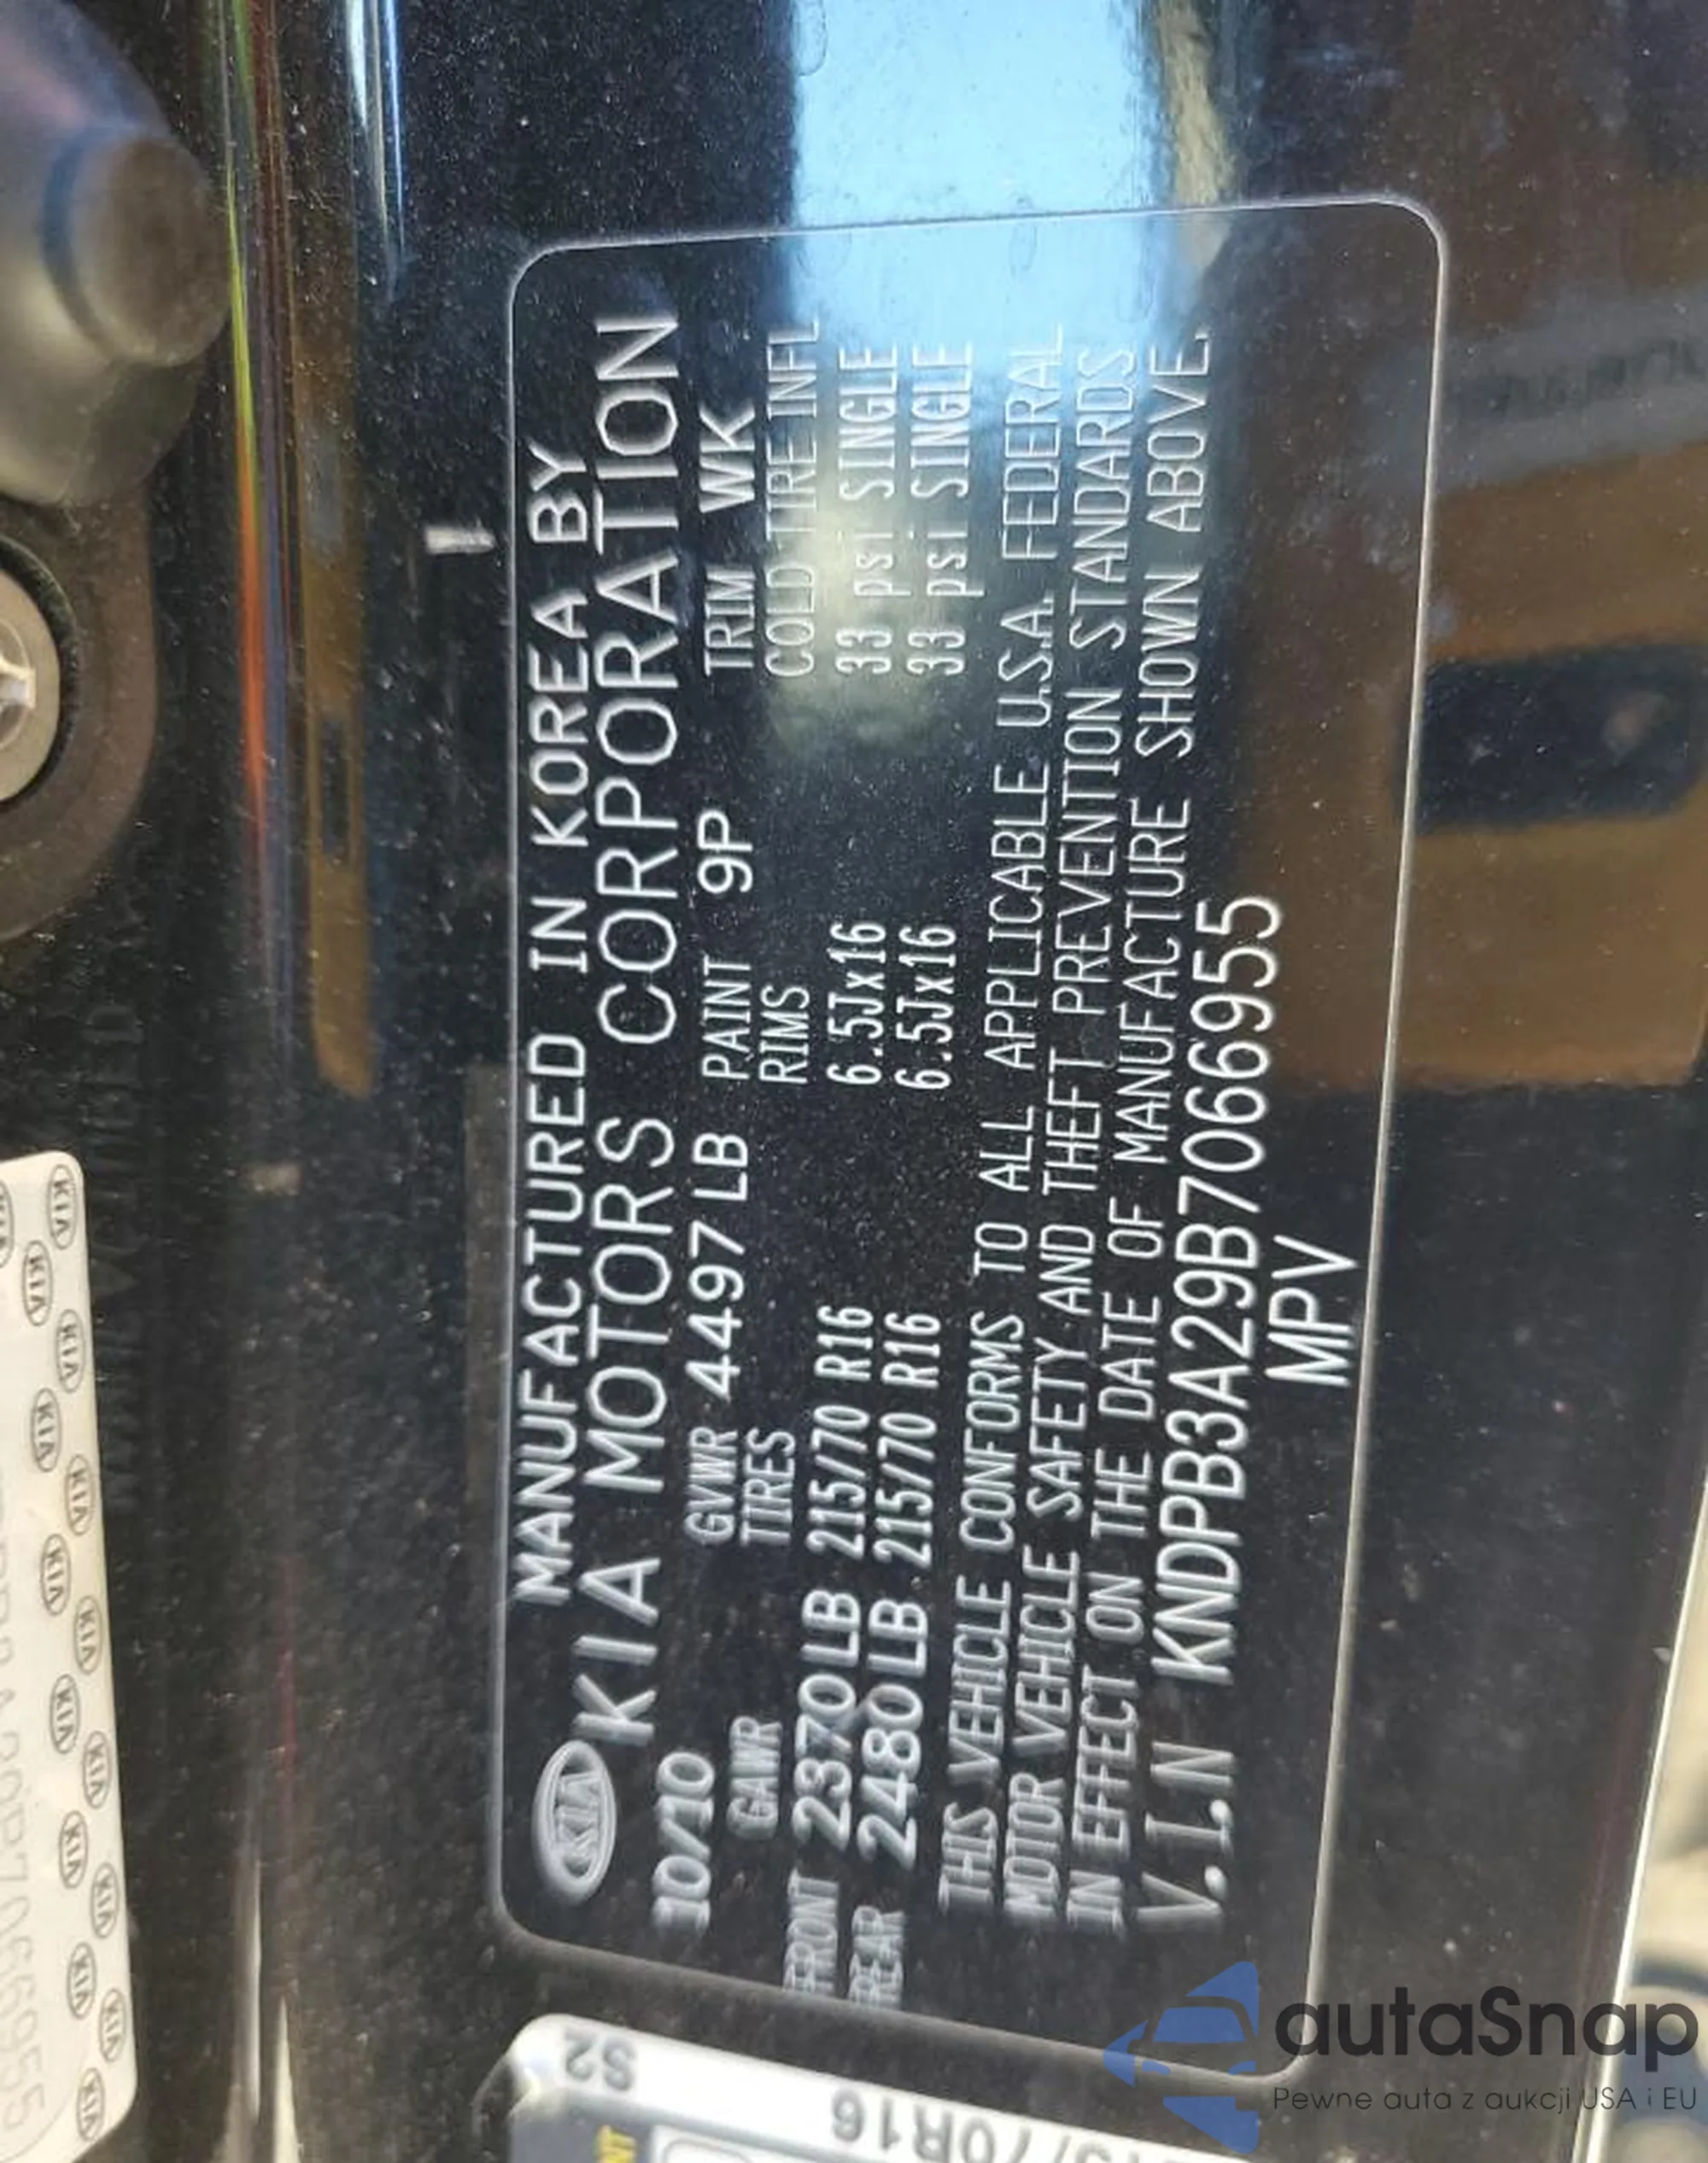 MANUFACTURED IN KOREA BY
KIA KIA MOTORS CORPORATION
10/10 GVWR 4497 LB PAINT 9P TRIM WK
GAWR TIRES RIMS COLD TIRE INFL
FRONT 2370 LB 215/70 R16 6.5Jx16 33 psi SINGLE
REAR 2480 LB 215/70 R16 6.5Jx16 33 psi SINGLE
THIS VEHICLE CONFORMS TO ALL APPLICABLE U.S.A. FEDERAL
MOTOR VEHICLE SAFETY AND THEFT PREVENTION STANDARDS
IN EFFECT ON THE DATE OF MANUFACTURE SHOWN ABOVE.
V.I.N KNDPB3A29B7066955
MPV
S2
autaSnap
Pewne auta z aukcji USA i EU